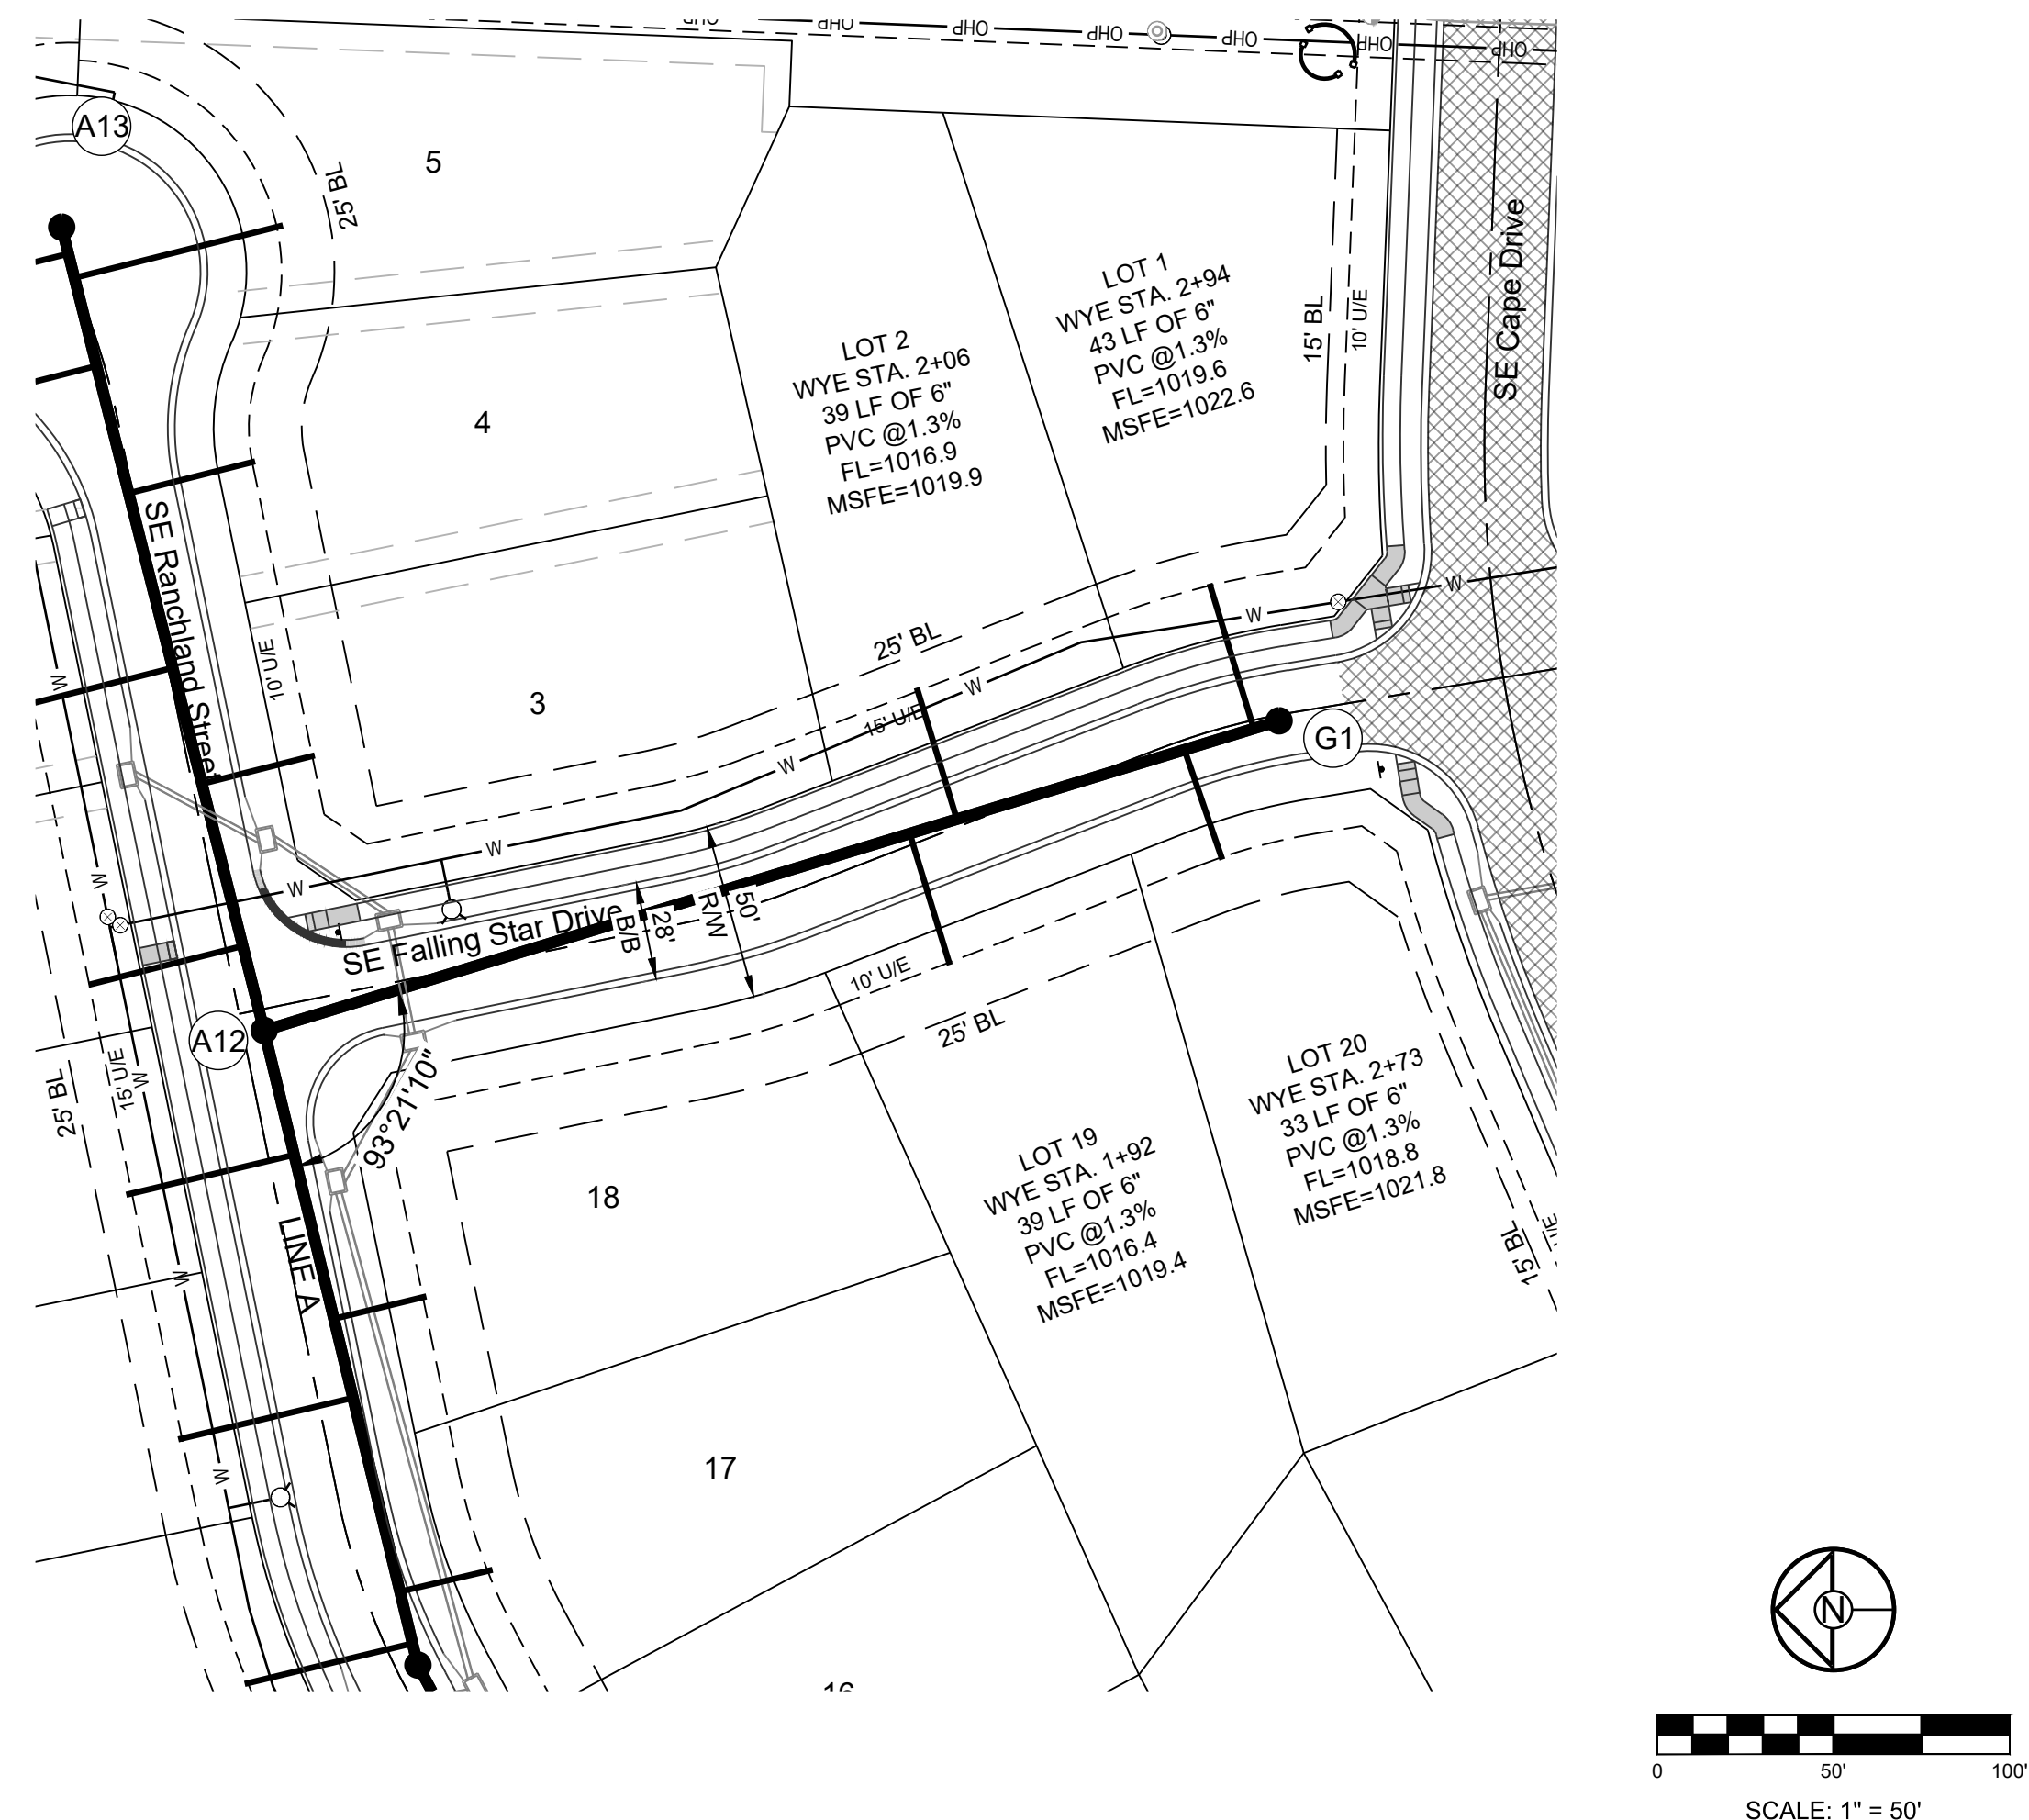 OHP
OHP
OHP
OHP
OHP
OHP
OHP
A13
5
25' BL
SE Cape Drive
LOT 1
WYE STA. 2+94
43 LF OF 6"
PVC @1.3%
FL=1019.6
MSFE=1022.6
15' BL
10' U/E
LOT 2
WYE STA. 2+06
39 LF OF 6"
PVC @1.3%
FL=1016.9
MSFE=1019.9
4
SE Ranchland Street
10' U/E
W
W
W
25' BL
W
15' U/E
3
G1
W
W
W
W
50'
R/W
28'
B/B
SE Falling Star Drive
10' U/E
25' BL
A12
93°21'10"
25' BL
15' U/E
W
LOT 20
WYE STA. 2+73
33 LF OF 6"
PVC @1.3%
FL=1018.8
MSFE=1021.8
LOT 19
WYE STA. 1+92
39 LF OF 6"
PVC @1.3%
FL=1016.4
MSFE=1019.4
18
15' BL
U/E
LINE A
W
17
W
16
N
0 50' 100'
SCALE: 1" = 50'